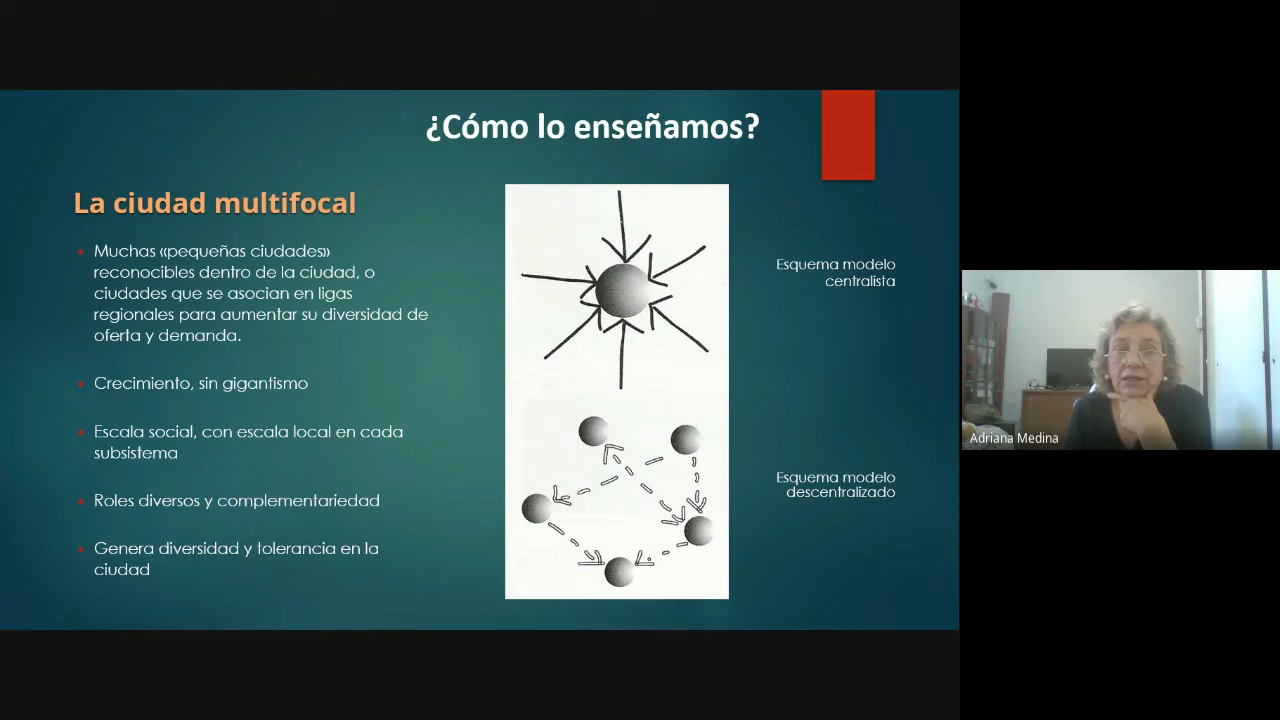 ¿Cómo lo enseñamos?
La ciudad multifocal
Muchas «pequeñas ciudades»
reconocibles dentro de la ciudad, o
ciudades que se asocian en ligas
regionales para aumentar su diversidad de
oferta y demanda.
Crecimiento, sin gigantismo
Escala social, con escala local en cada
subsistema
Roles diversos y complementariedad
Genera diversidad y tolerancia en la
ciudad
Esquema modelo
centralista
Esquema modelo
descentralizado
Adriana Medina